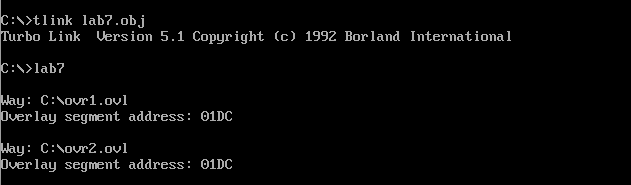 C:\>tlink lab7.obj
Turbo Link  Version 5.1 Copyright (c) 1992 Borland International
C:\>lab7
Way: C:\ovr1.ovl
Overlay segment address: 01DC
Way: C:\ovr2.ovl
Overlay segment address: 01DC